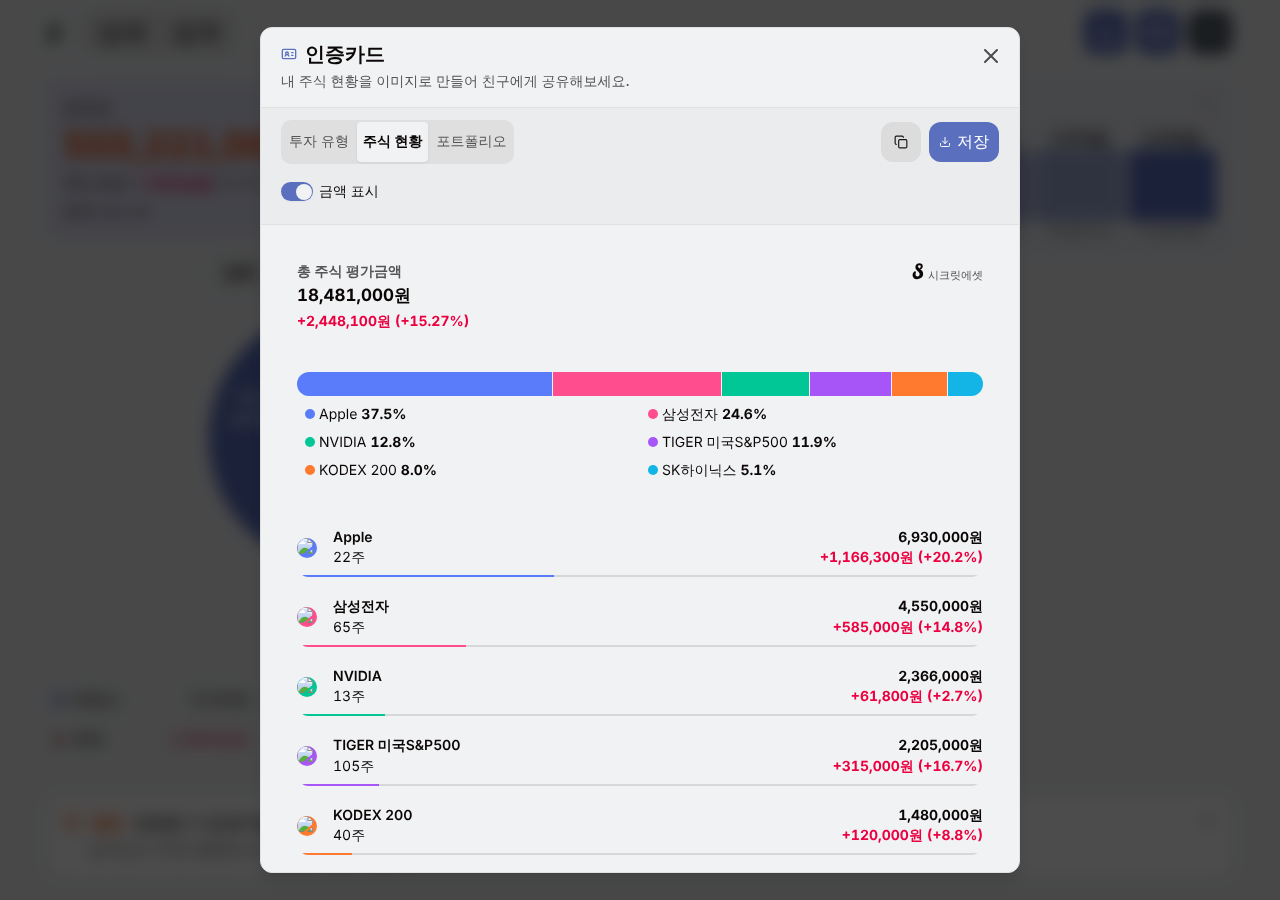 인증카드
내 주식 현황을 이미지로 만들어 친구에게 공유해보세요.
투자 유형
주식 현황
포트폴리오
저장
금액 표시
총 주식 평가금액
시크릿에셋
18,481,000원
+2,448,100원 (+15.27%)
Apple 37.5%
삼성전자 24.6%
NVIDIA 12.8%
TIGER 미국S&P500 11.9%
KODEX 200 8.0%
SK하이닉스 5.1%
Apple
6,930,000원
22주
+1,166,300원 (+20.2%)
삼성전자
4,550,000원
65주
+585,000원 (+14.8%)
NVIDIA
2,366,000원
13주
+61,800원 (+2.7%)
TIGER 미국S&P500
2,205,000원
105주
+315,000원 (+16.7%)
KODEX 200
1,480,000원
40주
+120,000원 (+8.8%)